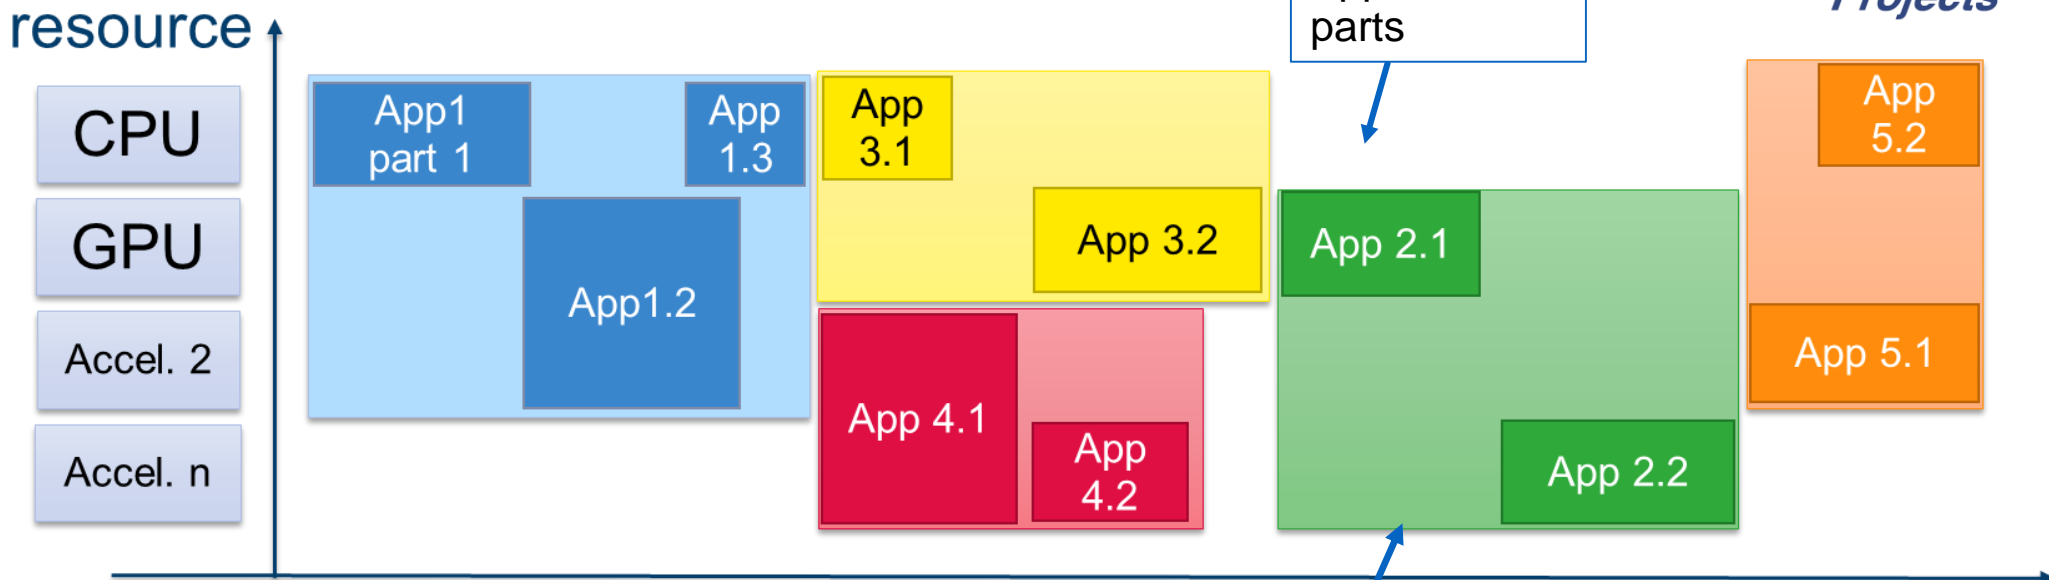 resource
parts
Projects
CPU
GPU
Accel. 2
Accel. n
App1
part 1
App
1.3
App1.2
App
3.1
App 3.2
App 4.1
App
4.2
App 2.1
App 2.2
App
5.2
App 5.1